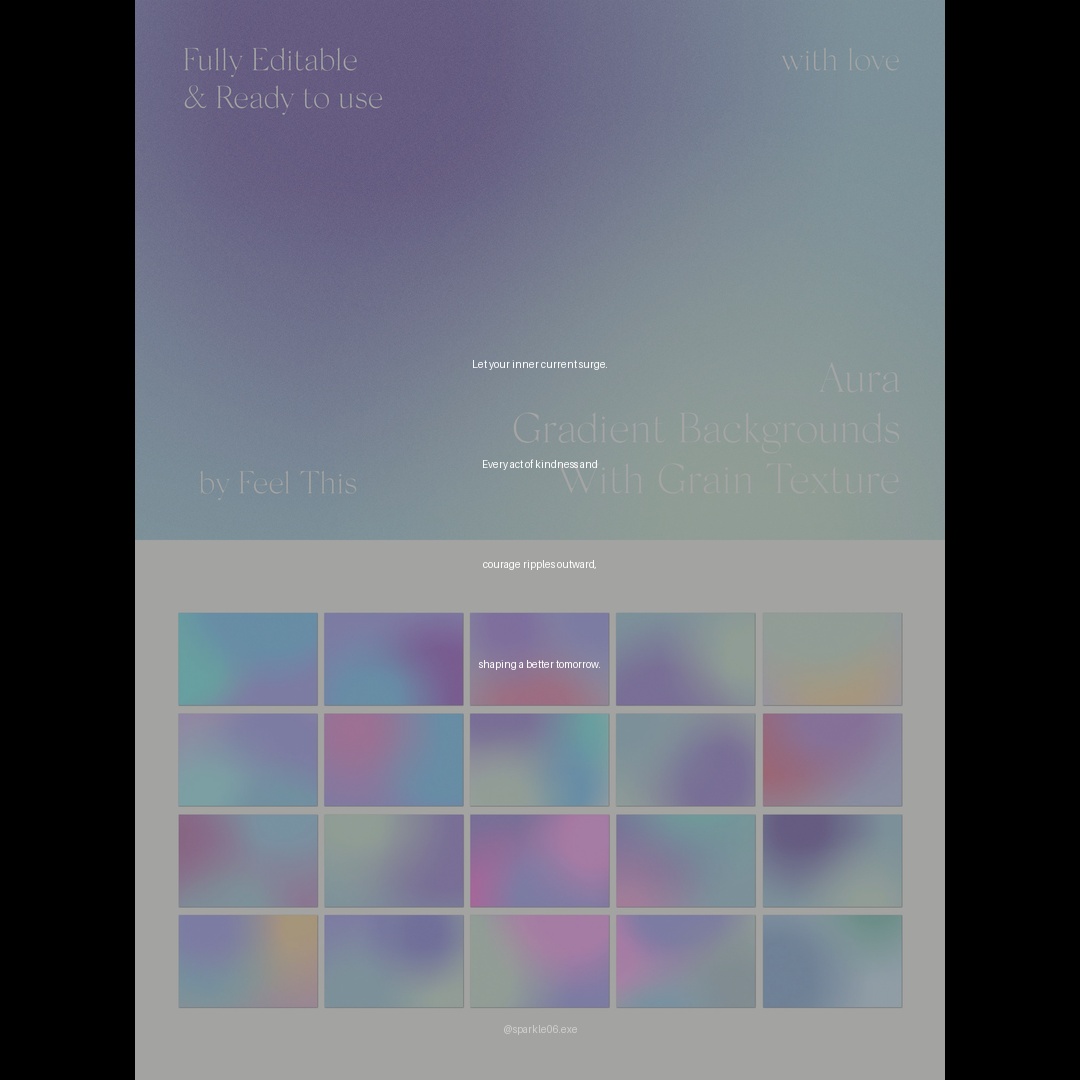 Fully Editable
& Ready to use
with love
Let your inner current surge.
Aura
Gradient Backgrounds
With Grain Texture
Every act of kindness and
by Feel This
courage ripples outward,
shaping a better tomorrow.
@sparkle06.exe